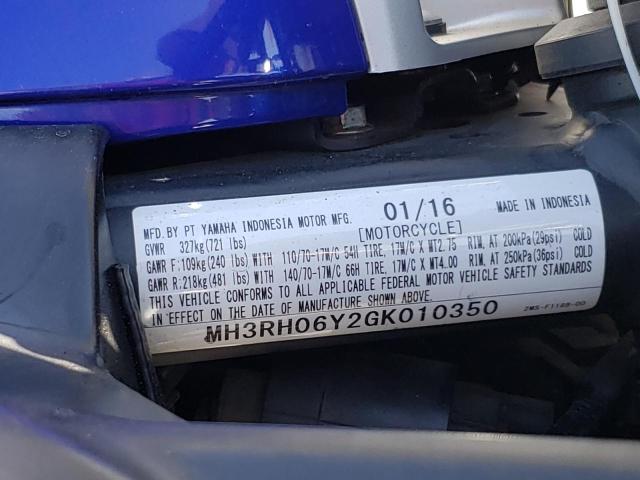 MFD. BY PT YAMAHA INDONESIA MOTOR MFG. 01/16 MADE IN INDONESIA
GVWR 327kg(721 lbs) [MOTORCYCLE]
GAWR F:109kg(240 lbs) WITH 110/70-17M/C 54H TIRE, 17M/C X MT2.75 RIM, AT 200kPa(29psi) COLD
GAWR R:218kg(481 lbs) WITH 140/70-17M/C 66H TIRE, 17M/C X MT4.00 RIM, AT 250kPa(36psi) COLD
THIS VEHICLE CONFORMS TO ALL APPLICABLE FEDERAL MOTOR VEHICLE SAFETY STANDARDS
IN EFFECT ON THE DATE OF MANUFACTURE SHOWN ABOVE.
MH3RH06Y2GK010350 2MS-F118B-00